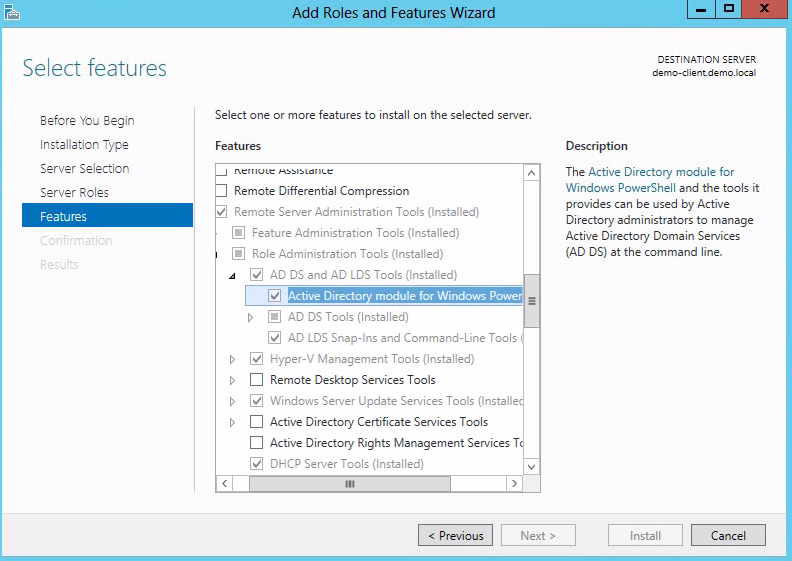 Add Roles and Features Wizard
Select features
DESTINATION SERVER
demo-client.demo.local
Before You Begin
Installation Type
Server Selection
Server Roles
Features
Confirmation
Results
Select one or more features to install on the selected server.
Features
Remote Assistance
Remote Differential Compression
Remote Server Administration Tools (Installed)
Feature Administration Tools (Installed)
Role Administration Tools (Installed)
AD DS and AD LDS Tools (Installed)
Active Directory module for Windows Power
AD DS Tools (Installed)
AD LDS Snap-Ins and Command-Line Tools (
Hyper-V Management Tools (Installed)
Remote Desktop Services Tools
Windows Server Update Services Tools (Installed
Active Directory Certificate Services Tools
Active Directory Rights Management Services To
DHCP Server Tools (Installed)
Description
The Active Directory module for
Windows PowerShell and the tools it
provides can be used by Active
Directory administrators to manage
Active Directory Domain Services
(AD DS) at the command line.
< Previous
Next >
Install
Cancel